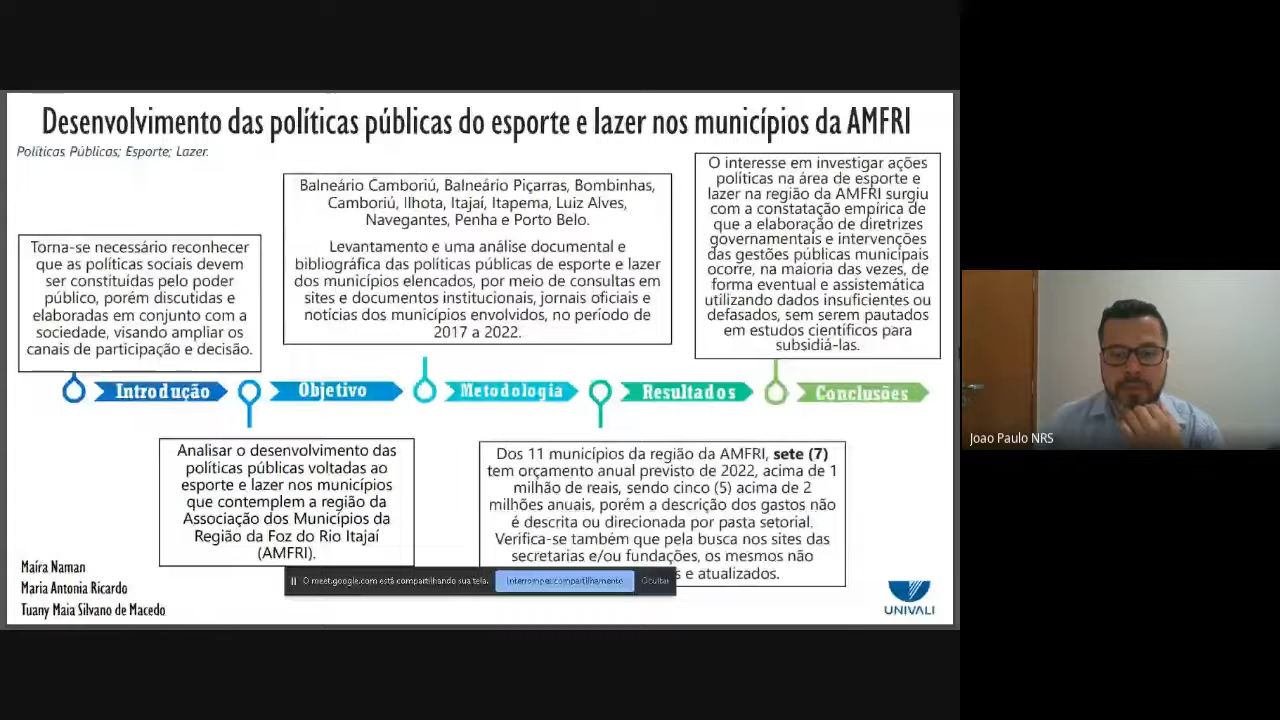 Desenvolvimento das políticas públicas do esporte e lazer nos municípios da AMFRI
Políticas Públicas; Esporte; Lazer.
Torna-se necessário reconhecer
que as políticas sociais devem
ser constituídas pelo poder
público, porém discutidas e
elaboradas em conjunto com a
sociedade, visando ampliar os
canais de participação e decisão.
Balneário Camboriú, Balneário Piçarras, Bombinhas,
Camboriú, Ilhota, Itajaí, Itapema, Luiz Alves,
Navegantes, Penha e Porto Belo.
Levantamento e uma análise documental e
bibliográfica das políticas públicas de esporte e lazer
dos municípios elencados, por meio de consultas em
sites e documentos institucionais, jornais oficiais e
notícias dos municípios envolvidos, no período de
2017 a 2022.
O interesse em investigar ações
políticas na área de esporte e
lazer na região da AMFRI surgiu
com a constatação empírica de
que a elaboração de diretrizes
governamentais e intervenções
das gestões públicas municipais
ocorre, na maioria das vezes, de
forma eventual e assistemática
utilizando dados insuficientes ou
defasados, sem serem pautados
em estudos científicos para
subsidiá-las.
Introdução
Objetivo
Metodologia
Resultados
Conclusões
Analisar o desenvolvimento das
políticas públicas voltadas ao
esporte e lazer nos municípios
que contemplem a região da
Associação dos Municípios da
Região da Foz do Rio Itajaí
(AMFRI).
Dos 11 municípios da região da AMFRI, sete (7)
tem orçamento anual previsto de 2022, acima de 1
milhão de reais, sendo cinco (5) acima de 2
milhões anuais, porém a descrição dos gastos não
é descrita ou direcionada por pasta setorial.
Verifica-se também que pela busca nos sites das
secretarias e/ou fundações, os mesmos não
s e atualizados.
O meet.google.com está compartilhando sua tela.
Interromper compartilhamento
Ocultar
Maíra Naman
Maria Antonia Ricardo
Tuany Maia Silvano de Macedo
UNIVALI
Joao Paulo NRS